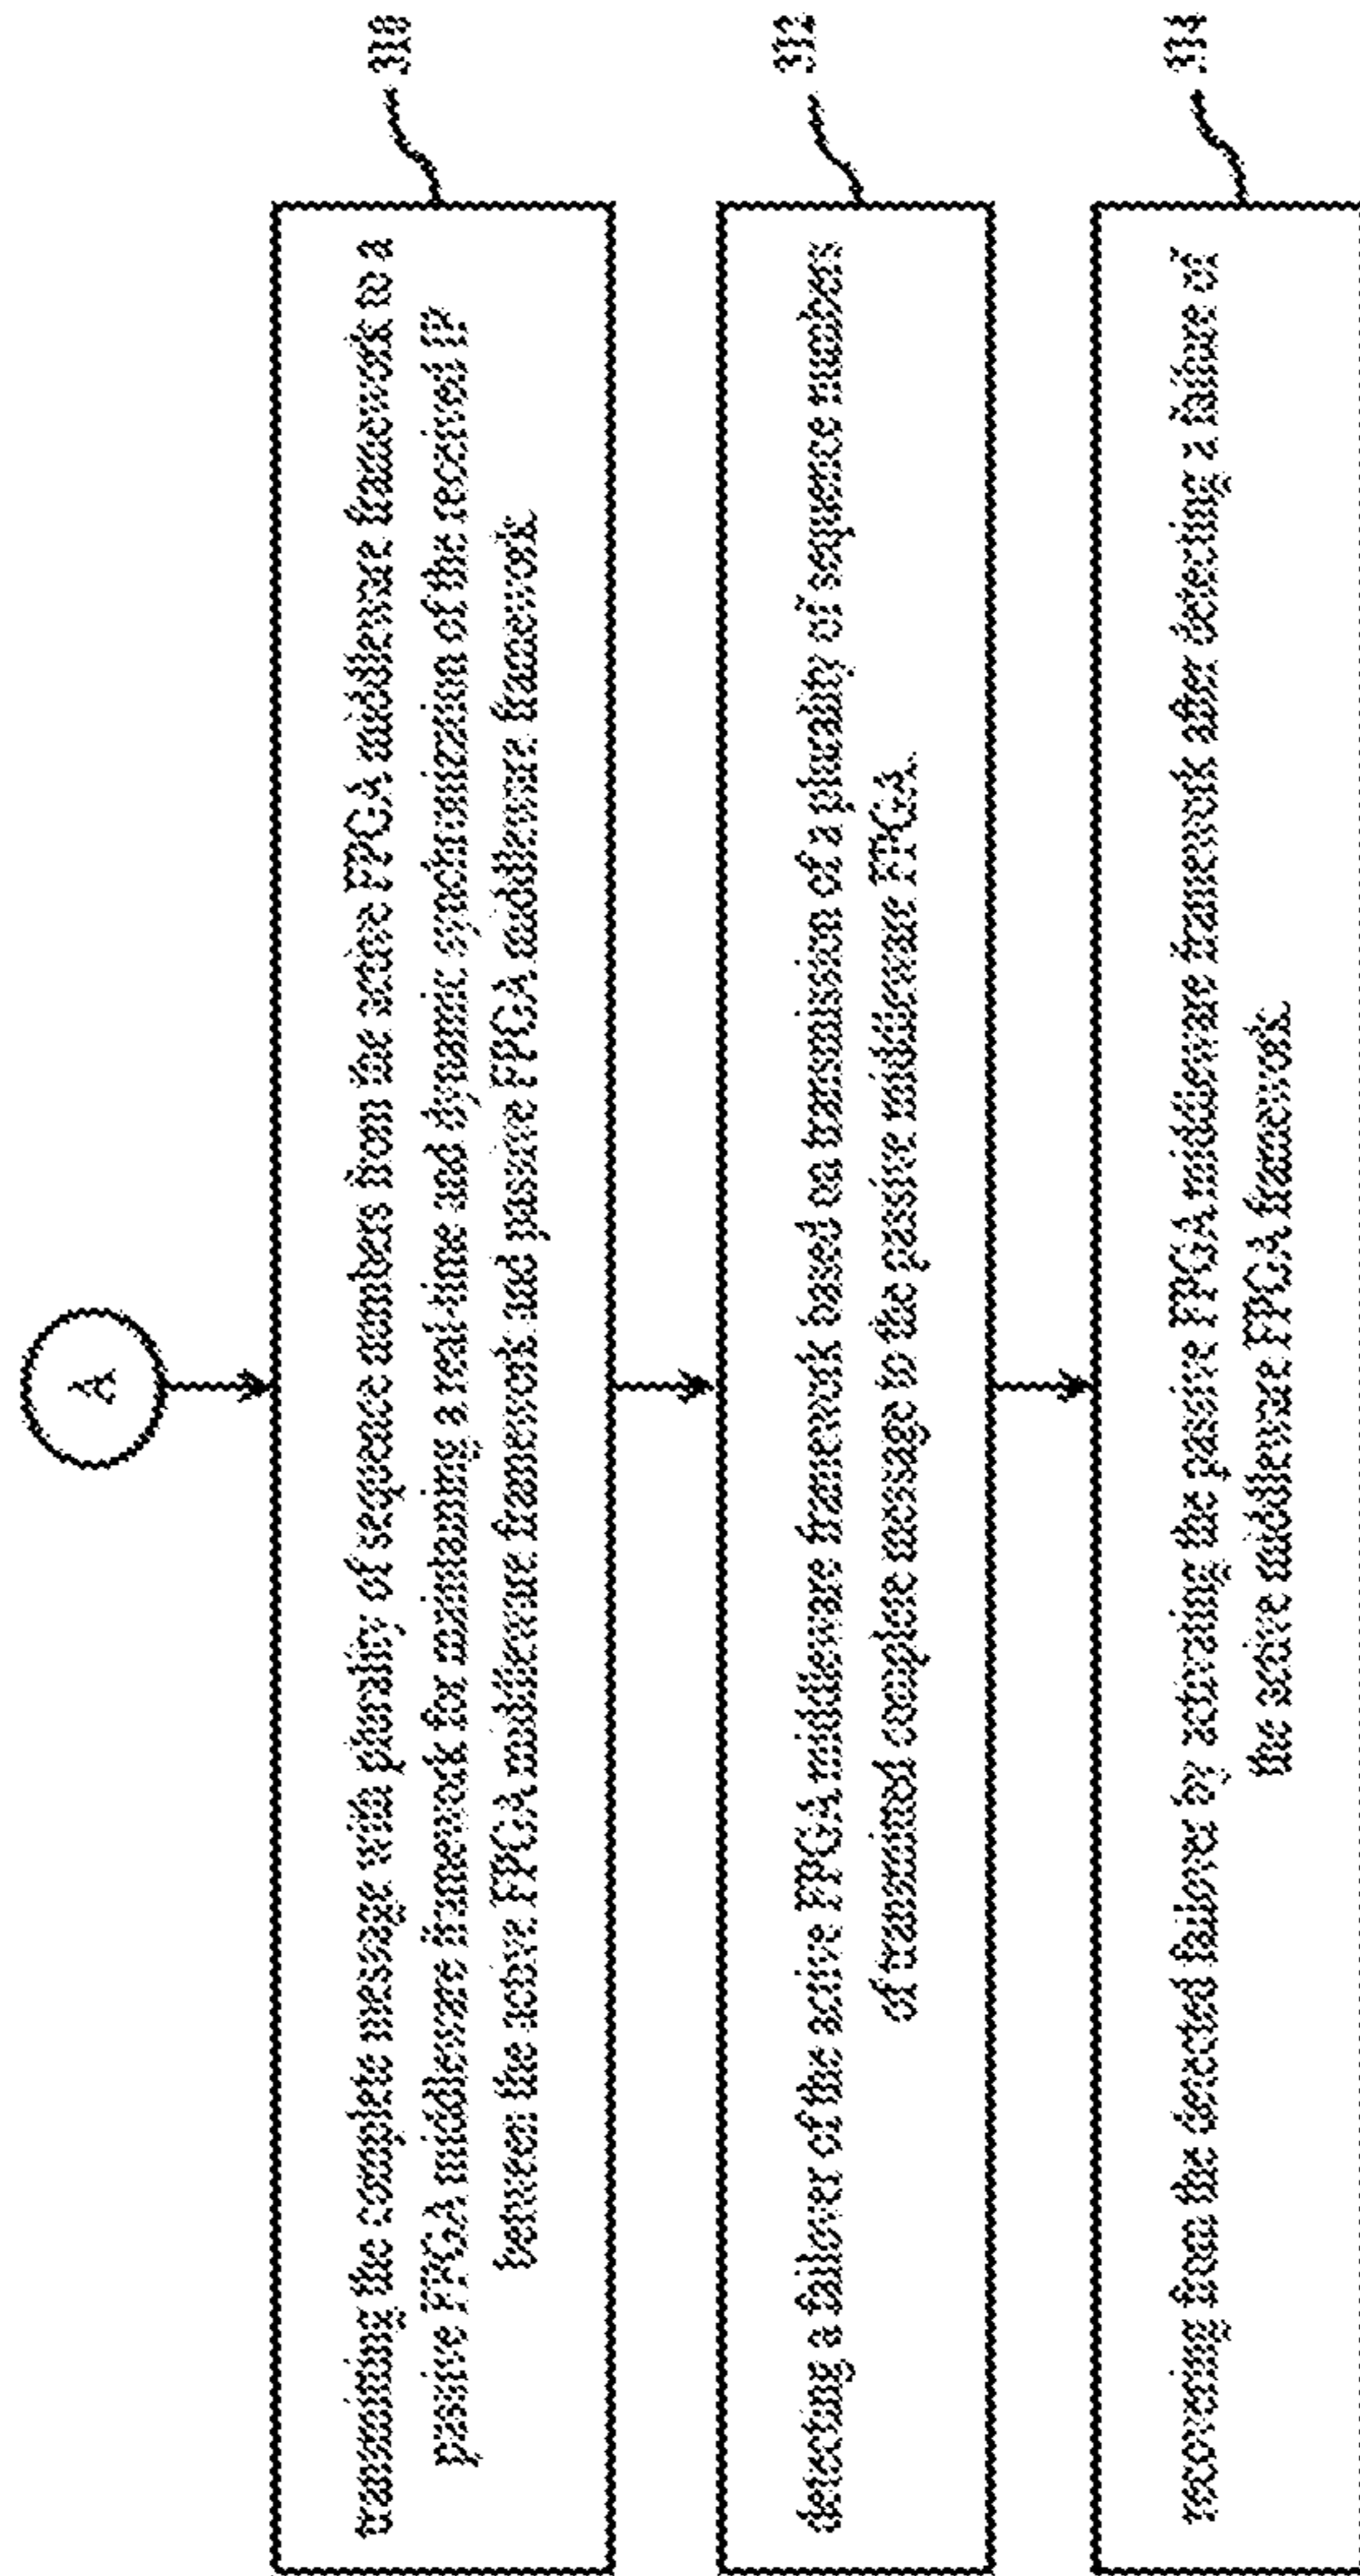 A
transmitting the complete message with plurality of sequence numbers from the active FPGA middleware framework to a
passive FPGA middleware framework for maintaining a real-time and dynamic synchronization of the received
between the active FPGA middleware framework and passive FPGA middleware framework
310
detecting a failover of the active FPGA middleware framework based on transmission of a plurality of sequence numbers
of transmitted complete message to the passive middleware FPGA.
312
recovering from the detected failover by activating the passive FPGA middleware framework after detecting a failure of
the active middleware FPGA framework
314